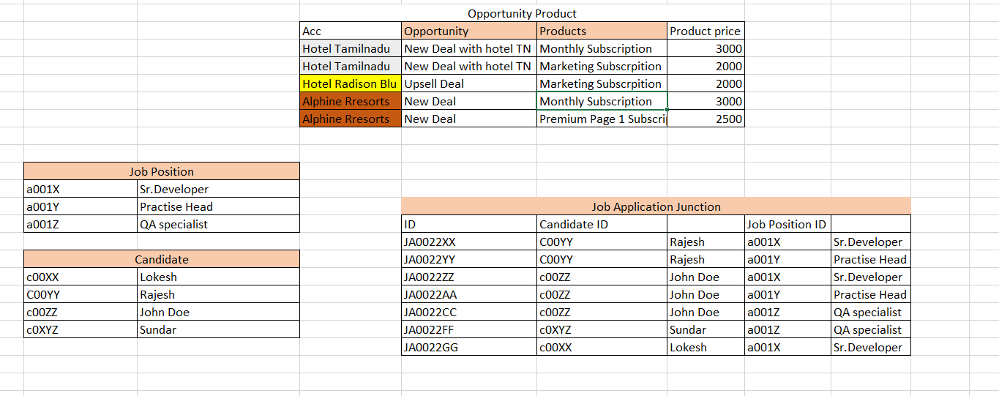 Opportunity Product
Acc Opportunity Products Product price
Hotel Tamilnadu New Deal with hotel TN Monthly Subscription 3000
Hotel Tamilnadu New Deal with hotel TN Marketing Subscrpition 2000
Hotel Radison Blu Upsell Deal Marketing Subscrpition 2000
Alphine Rresorts New Deal Monthly Subscription 3000
Alphine Rresorts New Deal Premium Page 1 Subscri 2500
Job Position
a001X Sr.Developer
a001Y Practise Head
a001Z QA specialist
Candidate
c00XX Lokesh
C00YY Rajesh
c00ZZ John Doe
c0XYZ Sundar
Job Application Junction
ID Candidate ID Job Position ID
JA0022XX C00YY Rajesh a001X Sr.Developer
JA0022YY C00YY Rajesh a001Y Practise Head
JA0022ZZ c00ZZ John Doe a001X Sr.Developer
JA0022AA c00ZZ John Doe a001Y Practise Head
JA0022CC c00ZZ John Doe a001Z QA specialist
JA0022FF c0XYZ Sundar a001Z QA specialist
JA0022GG c00XX Lokesh a001X Sr.Developer